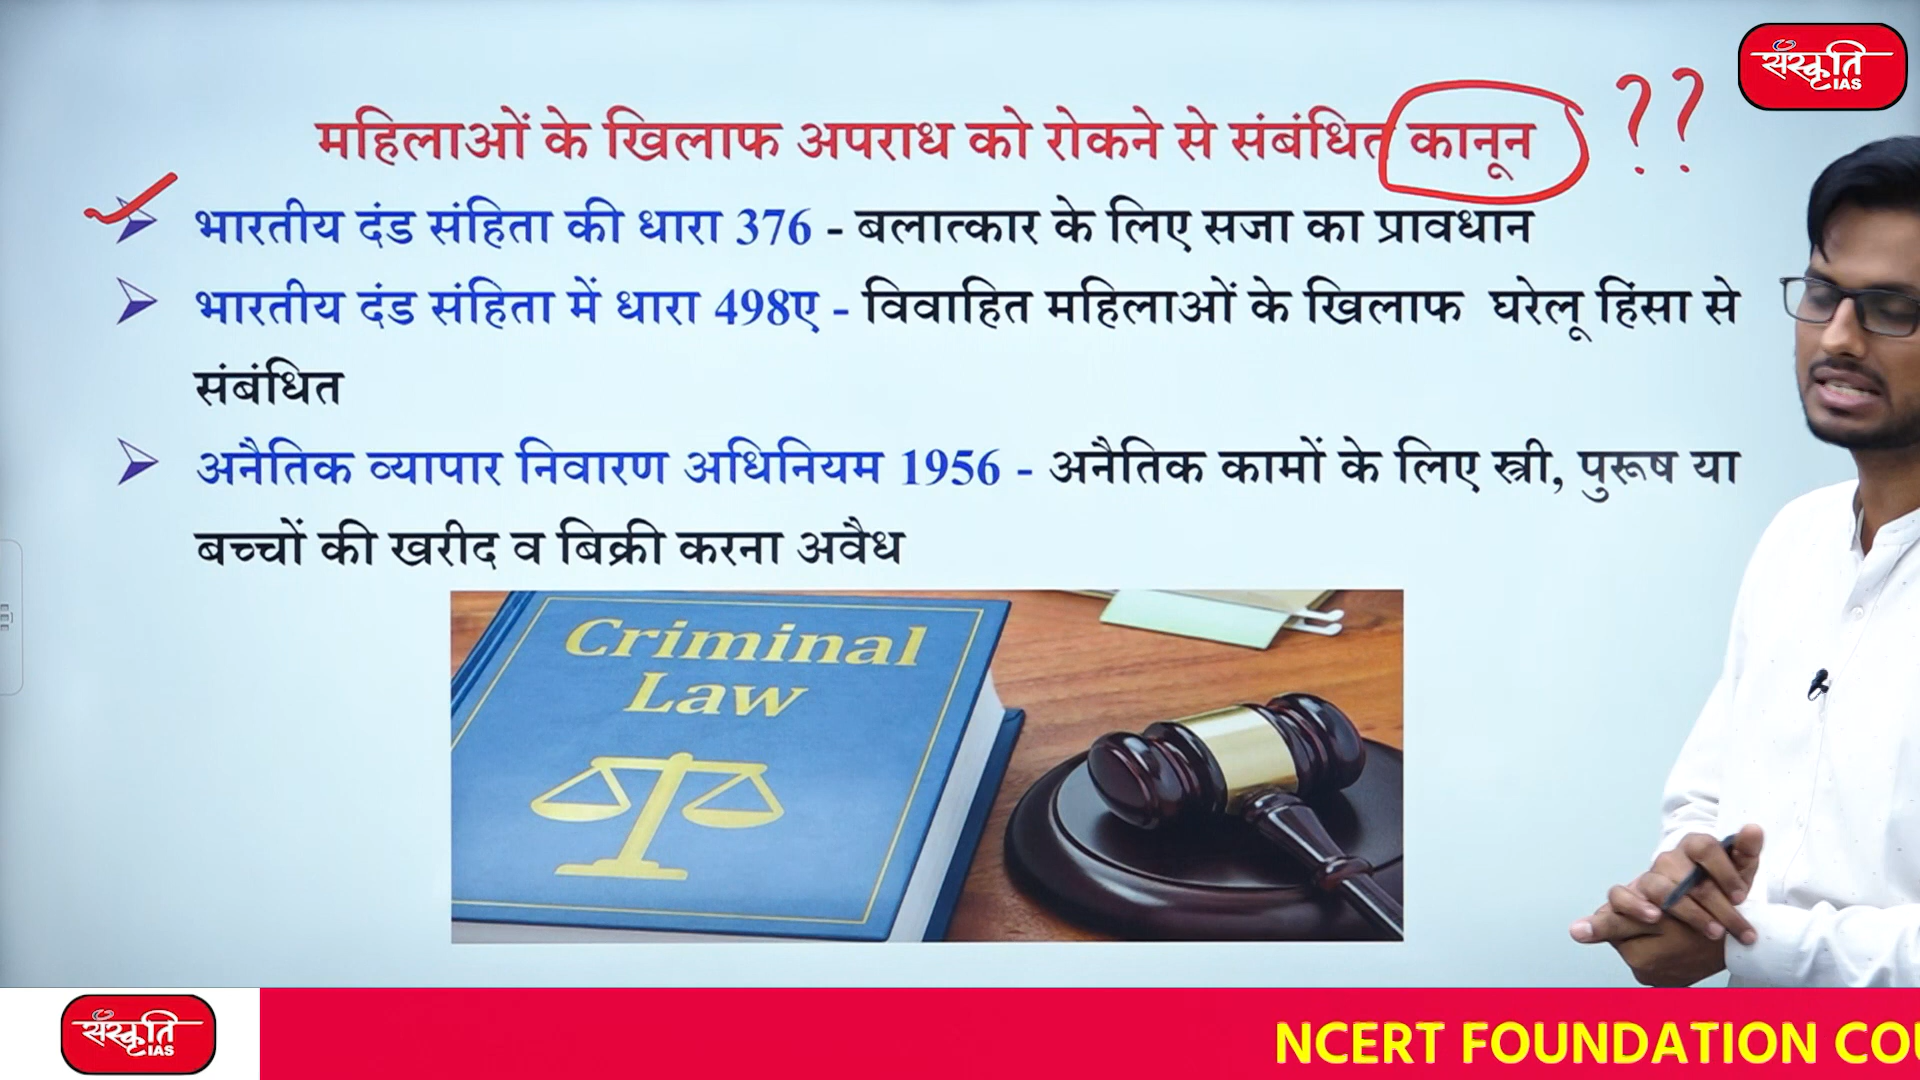 संस्कृति
IAS
महिलाओं के खिलाफ अपराध को रोकने से संबंधित कानून ??
भारतीय दंड संहिता की धारा 376 - बलात्कार के लिए सजा का प्रावधान
भारतीय दंड संहिता में धारा 498ए - विवाहित महिलाओं के खिलाफ घरेलू हिंसा से
संबंधित
अनैतिक व्यापार निवारण अधिनियम 1956 - अनैतिक कामों के लिए स्त्री, पुरूष या
बच्चों की खरीद व बिक्री करना अवैध
Criminal
Law
संस्कृति
IAS
NCERT FOUNDATION COU